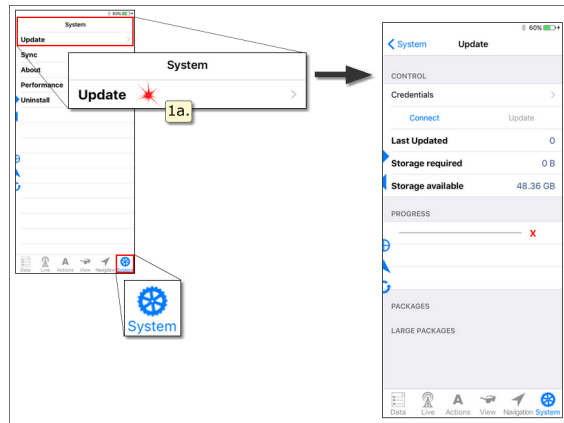 60%
System
Update
Sync
About
Performance
Uninstall
Data Live Actions View Navigation System
System
Update
1a.
System
60%
System Update
CONTROL
Credentials
Connect Update
Last Updated 0
Storage required 0 B
Storage available 48.36 GB
PROGRESS
X
PACKAGES
LARGE PACKAGES
Data Live Actions View Navigation System